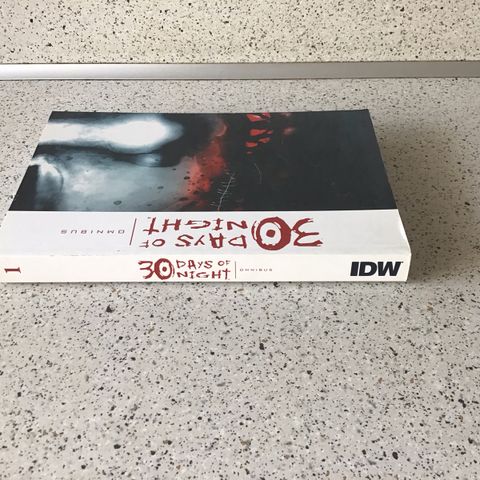 30 DAYS OF
NIGHT
OMNIBUS
1
30 DAYS OF
NIGHT
OMNIBUS
IDW